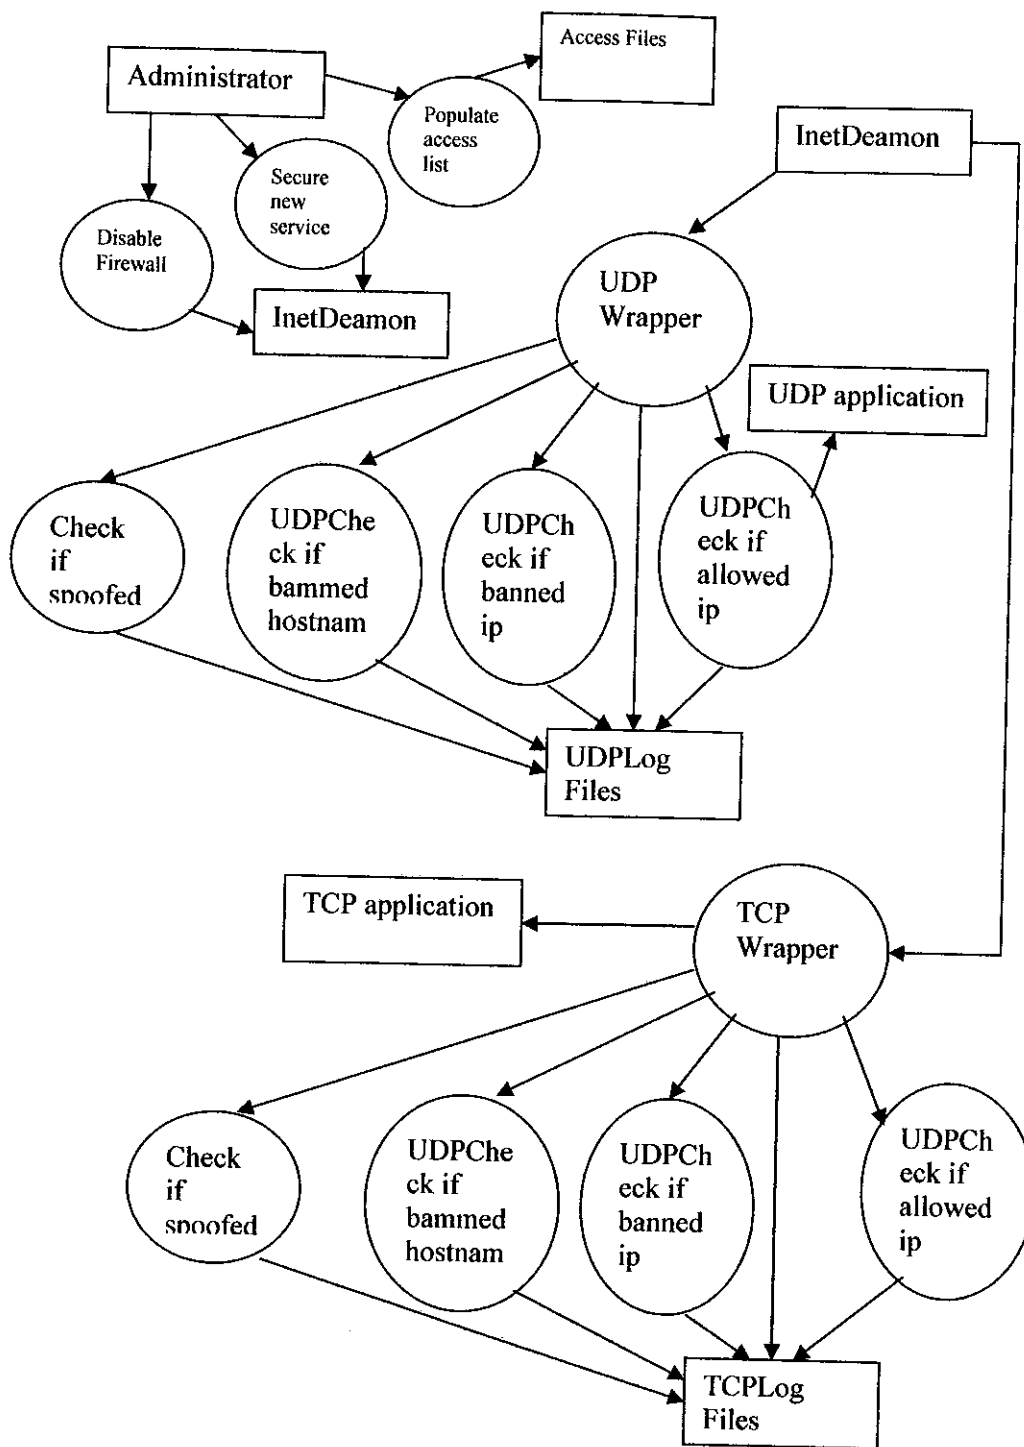 Access Files
Administrator
Populate
access
list
InetDeamon
Secure
new
service
Disable
Firewall
InetDeamon
UDP
Wrapper
UDP application
Check
if
spoofed
UDPChe
ck if
bammed
hostnam
UDPCh
eck if
banned
ip
UDPCh
eck if
allowed
ip
UDPLog
Files
TCP application
TCP
Wrapper
Check
if
spoofed
UDPChe
ck if
bammed
hostnam
UDPCh
eck if
banned
ip
UDPCh
eck if
allowed
ip
TCPLog
Files